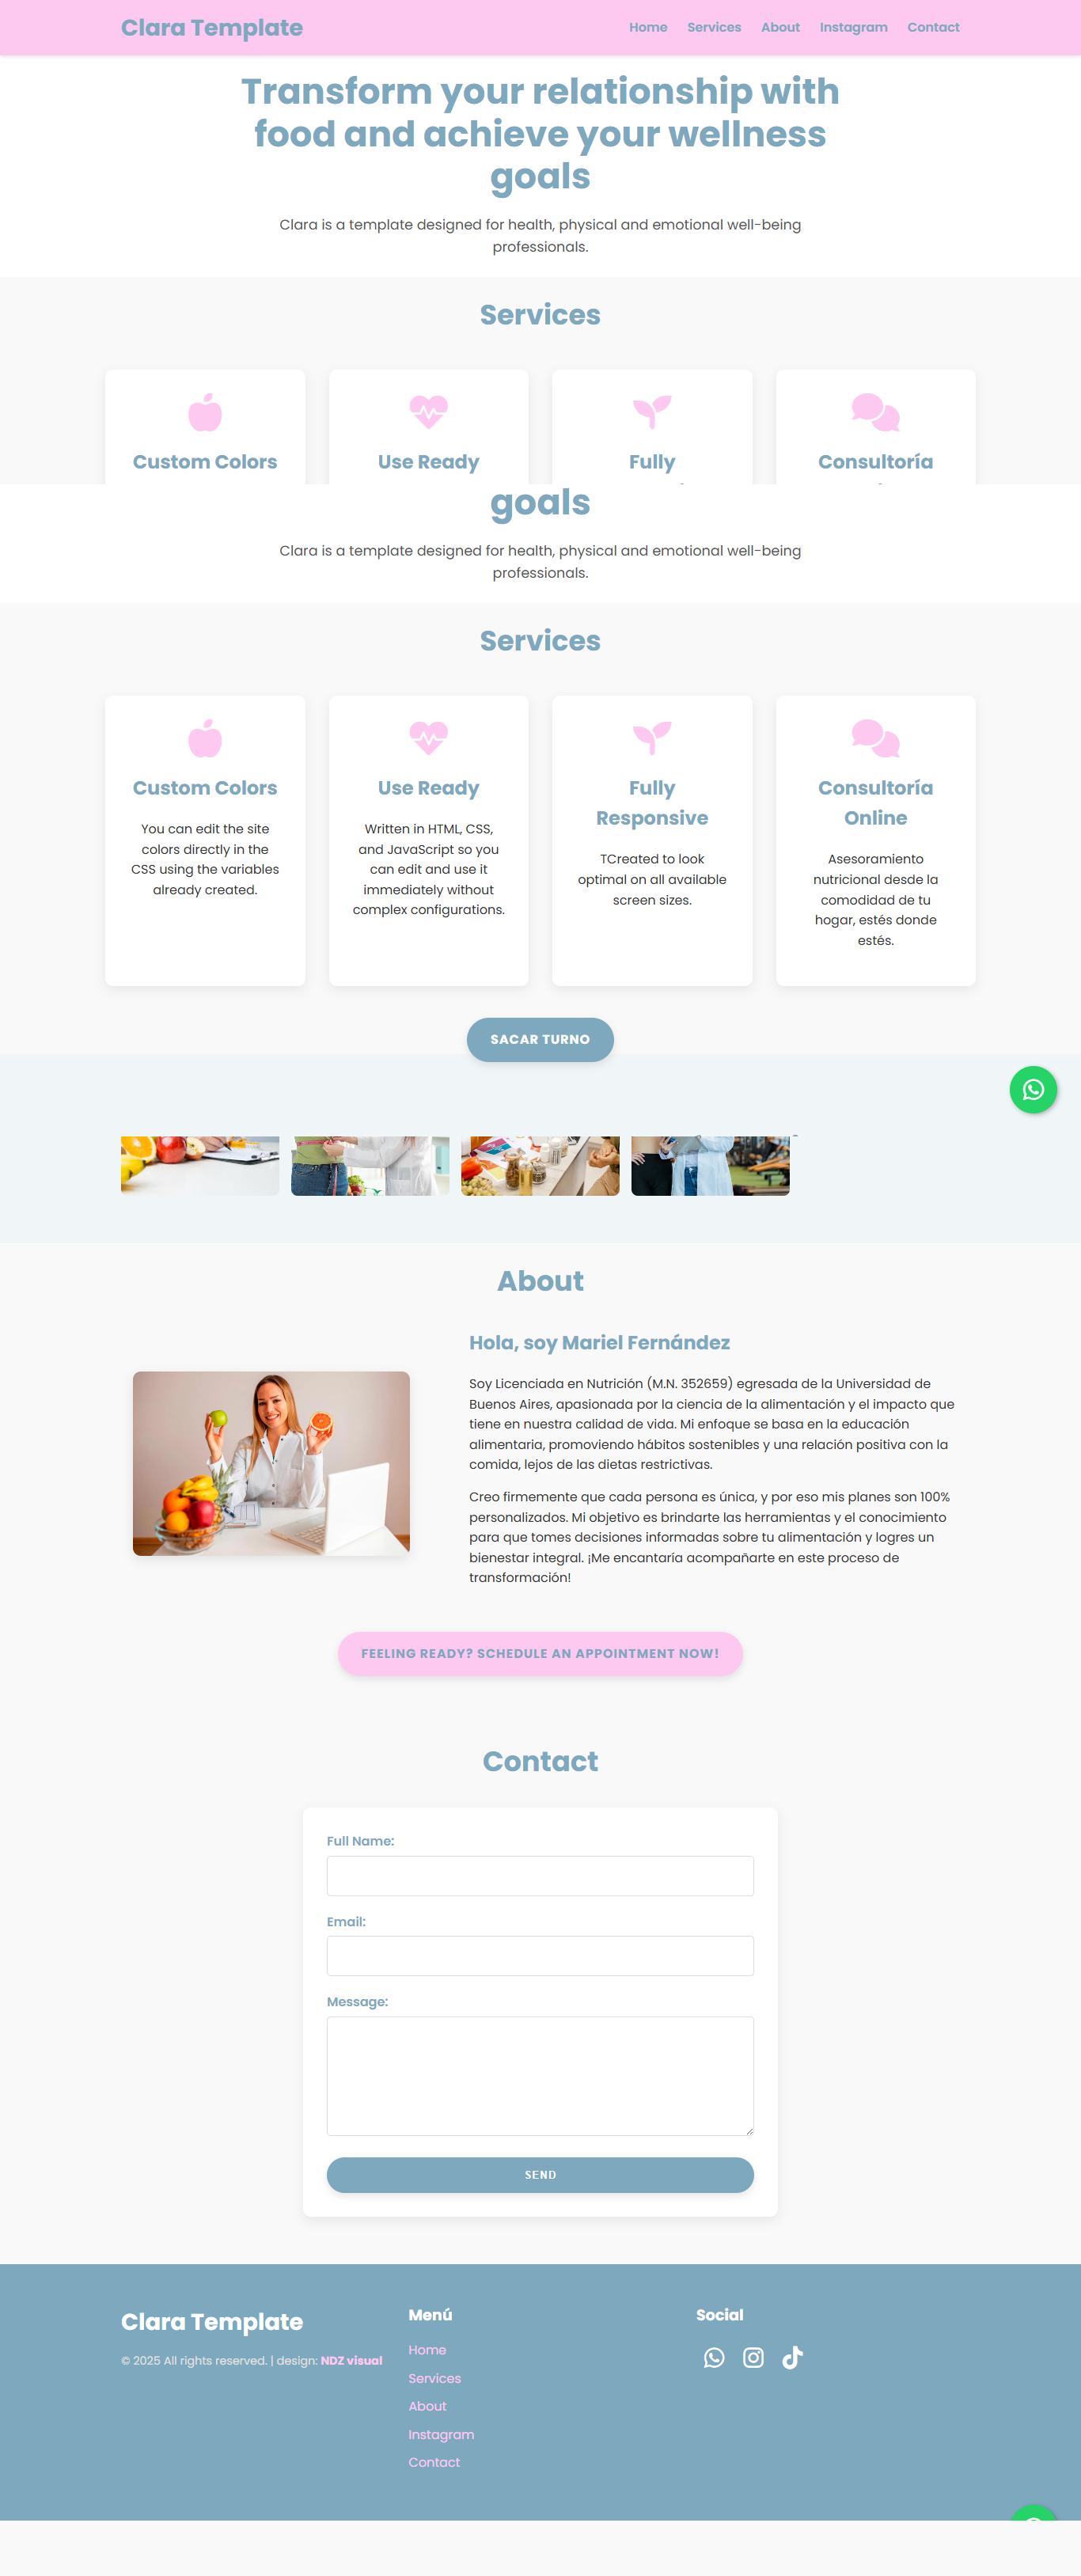 Clara Template
Home Services About Instagram Contact
Transform your relationship with
food and achieve your wellness
goals
Clara is a template designed for health, physical and emotional well-being
professionals.
Services
Custom Colors
Use Ready
Fully
Consultoría
goals
Clara is a template designed for health, physical and emotional well-being
professionals.
Services
Custom Colors
You can edit the site
colors directly in the
CSS using the variables
already created.
Use Ready
Written in HTML, CSS,
and JavaScript so you
can edit and use it
immediately without
complex configurations.
Fully
Responsive
TCreated to look
optimal on all available
screen sizes.
Consultoría
Online
Asesoramiento
nutricional desde la
comodidad de tu
hogar, estés donde
estés.
SACAR TURNO
About
Hola, soy Mariel Fernández
Soy Licenciada en Nutrición (M.N. 352659) egresada de la Universidad de
Buenos Aires, apasionada por la ciencia de la alimentación y el impacto que
tiene en nuestra calidad de vida. Mi enfoque se basa en la educación
alimentaria, promoviendo hábitos sostenibles y una relación positiva con la
comida, lejos de las dietas restrictivas.
Creo firmemente que cada persona es única, y por eso mis planes son 100%
personalizados. Mi objetivo es brindarte las herramientas y el conocimiento
para que tomes decisiones informadas sobre tu alimentación y logres un
bienestar integral. ¡Me encantaría acompañarte en este proceso de
transformación!
FEELING READY? SCHEDULE AN APPOINTMENT NOW!
Contact
Full Name:
Email:
Message:
SEND
Clara Template
© 2025 All rights reserved. | design: NDZ visual
Menú
Home
Services
About
Instagram
Contact
Social